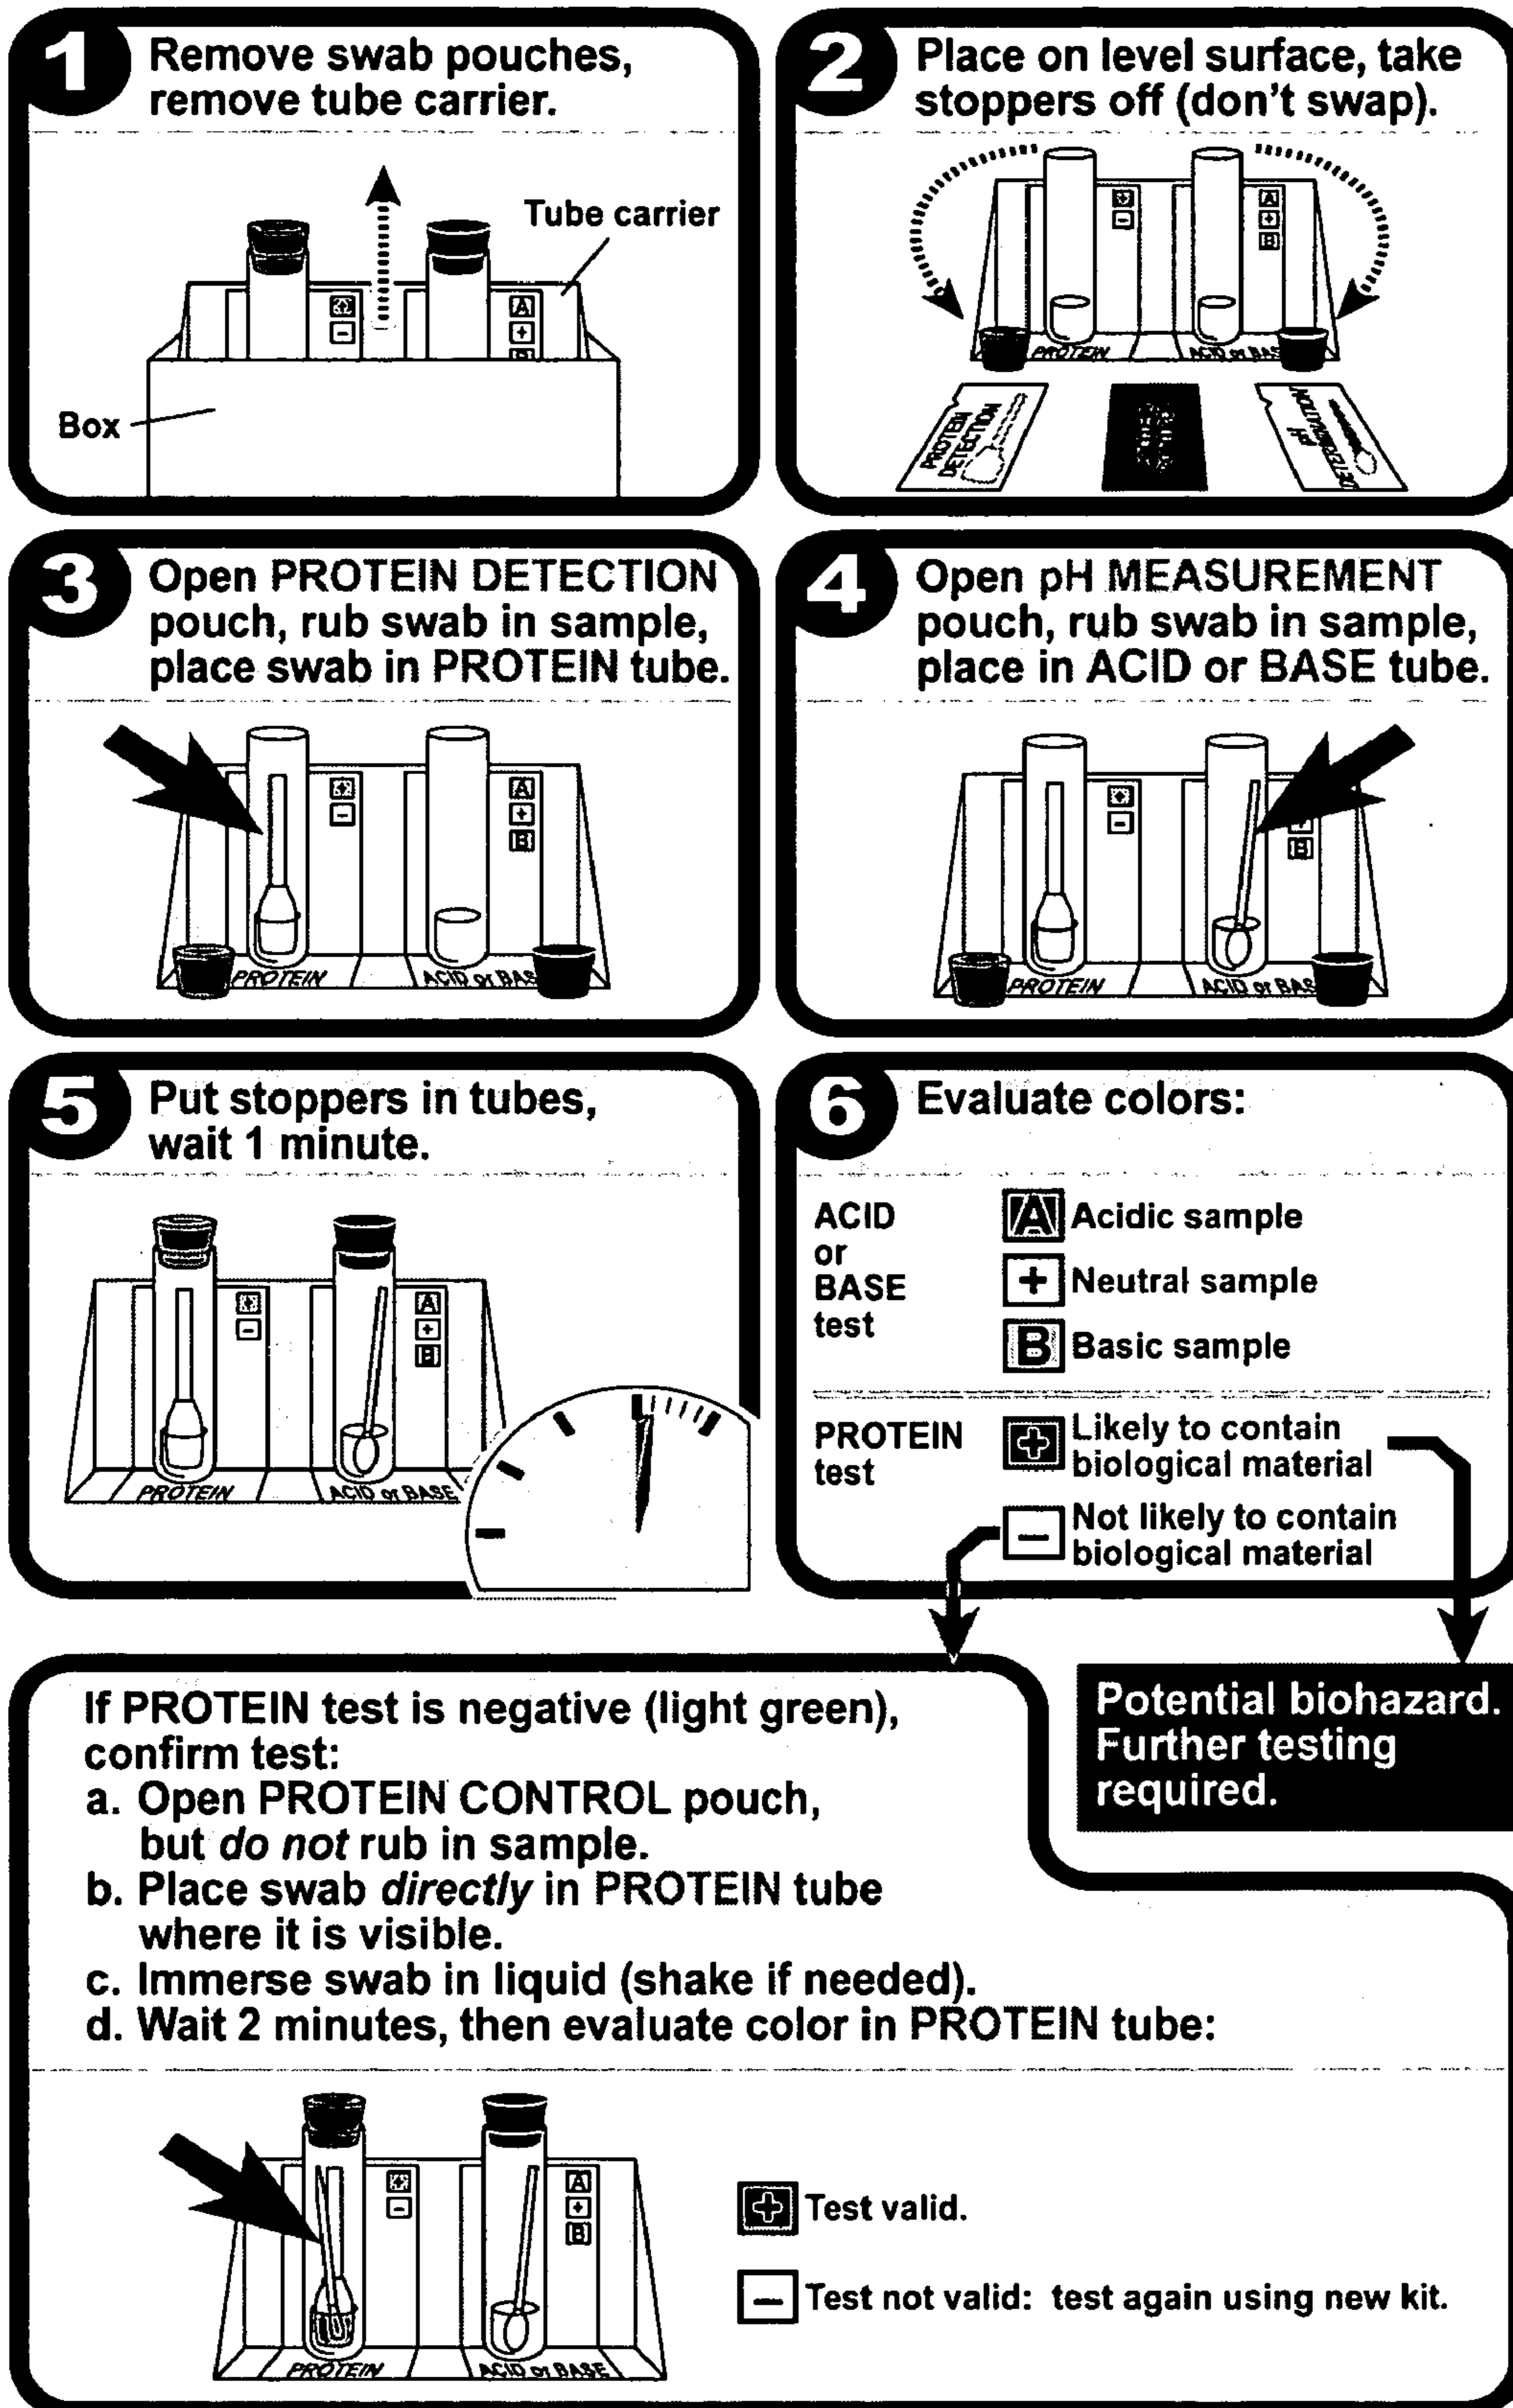 1
Remove swab pouches,
remove tube carrier.
Tube carrier
+
-
A
+
B
Box
2
Place on level surface, take
stoppers off (don't swap).
+
-
A
+
B
PROTEIN
ACID or BAS
PROTEIN
DETECTION
pH
3
Open PROTEIN DETECTION
pouch, rub swab in sample,
place swab in PROTEIN tube.
+
-
A
+
B
PROTEIN
ACID or BAS
4
Open pH MEASUREMENT
pouch, rub swab in sample,
place in ACID or BASE tube.
+
-
B
PROTEIN
ACID or BAS
5
Put stoppers in tubes,
wait 1 minute.
+
-
A
+
B
PROTEIN
ACID or BASE
6
Evaluate colors:
ACID
or
BASE
test
A Acidic sample
+ Neutral sample
B Basic sample
PROTEIN
test
+ Likely to contain
biological material
- Not likely to contain
biological material
Potential biohazard.
Further testing
required.
If PROTEIN test is negative (light green),
confirm test:
a. Open PROTEIN CONTROL pouch,
but do not rub in sample.
b. Place swab directly in PROTEIN tube
where it is visible.
c. Immerse swab in liquid (shake if needed).
d. Wait 2 minutes, then evaluate color in PROTEIN tube:
+
-
A
+
B
PROTEIN
ACID or BASE
+ Test valid.
- Test not valid: test again using new kit.